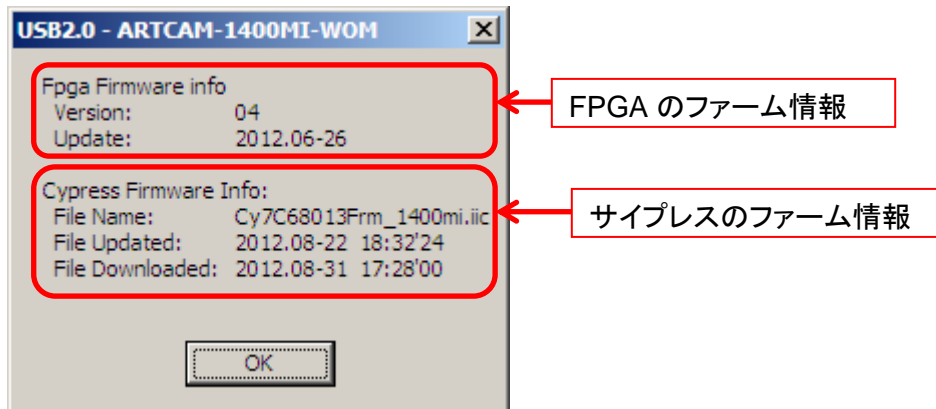 USB2.0 - ARTCAM-1400MI-WOM
Fpga Firmware info
Version: 04
Update: 2012.06-26
FPGA のファーム情報
Cypress Firmware Info:
File Name: Cy7C68013Frm_1400mi.iic
File Updated: 2012.08-22 18:32'24
File Downloaded: 2012.08-31 17:28'00
サイプレスのファーム情報
OK